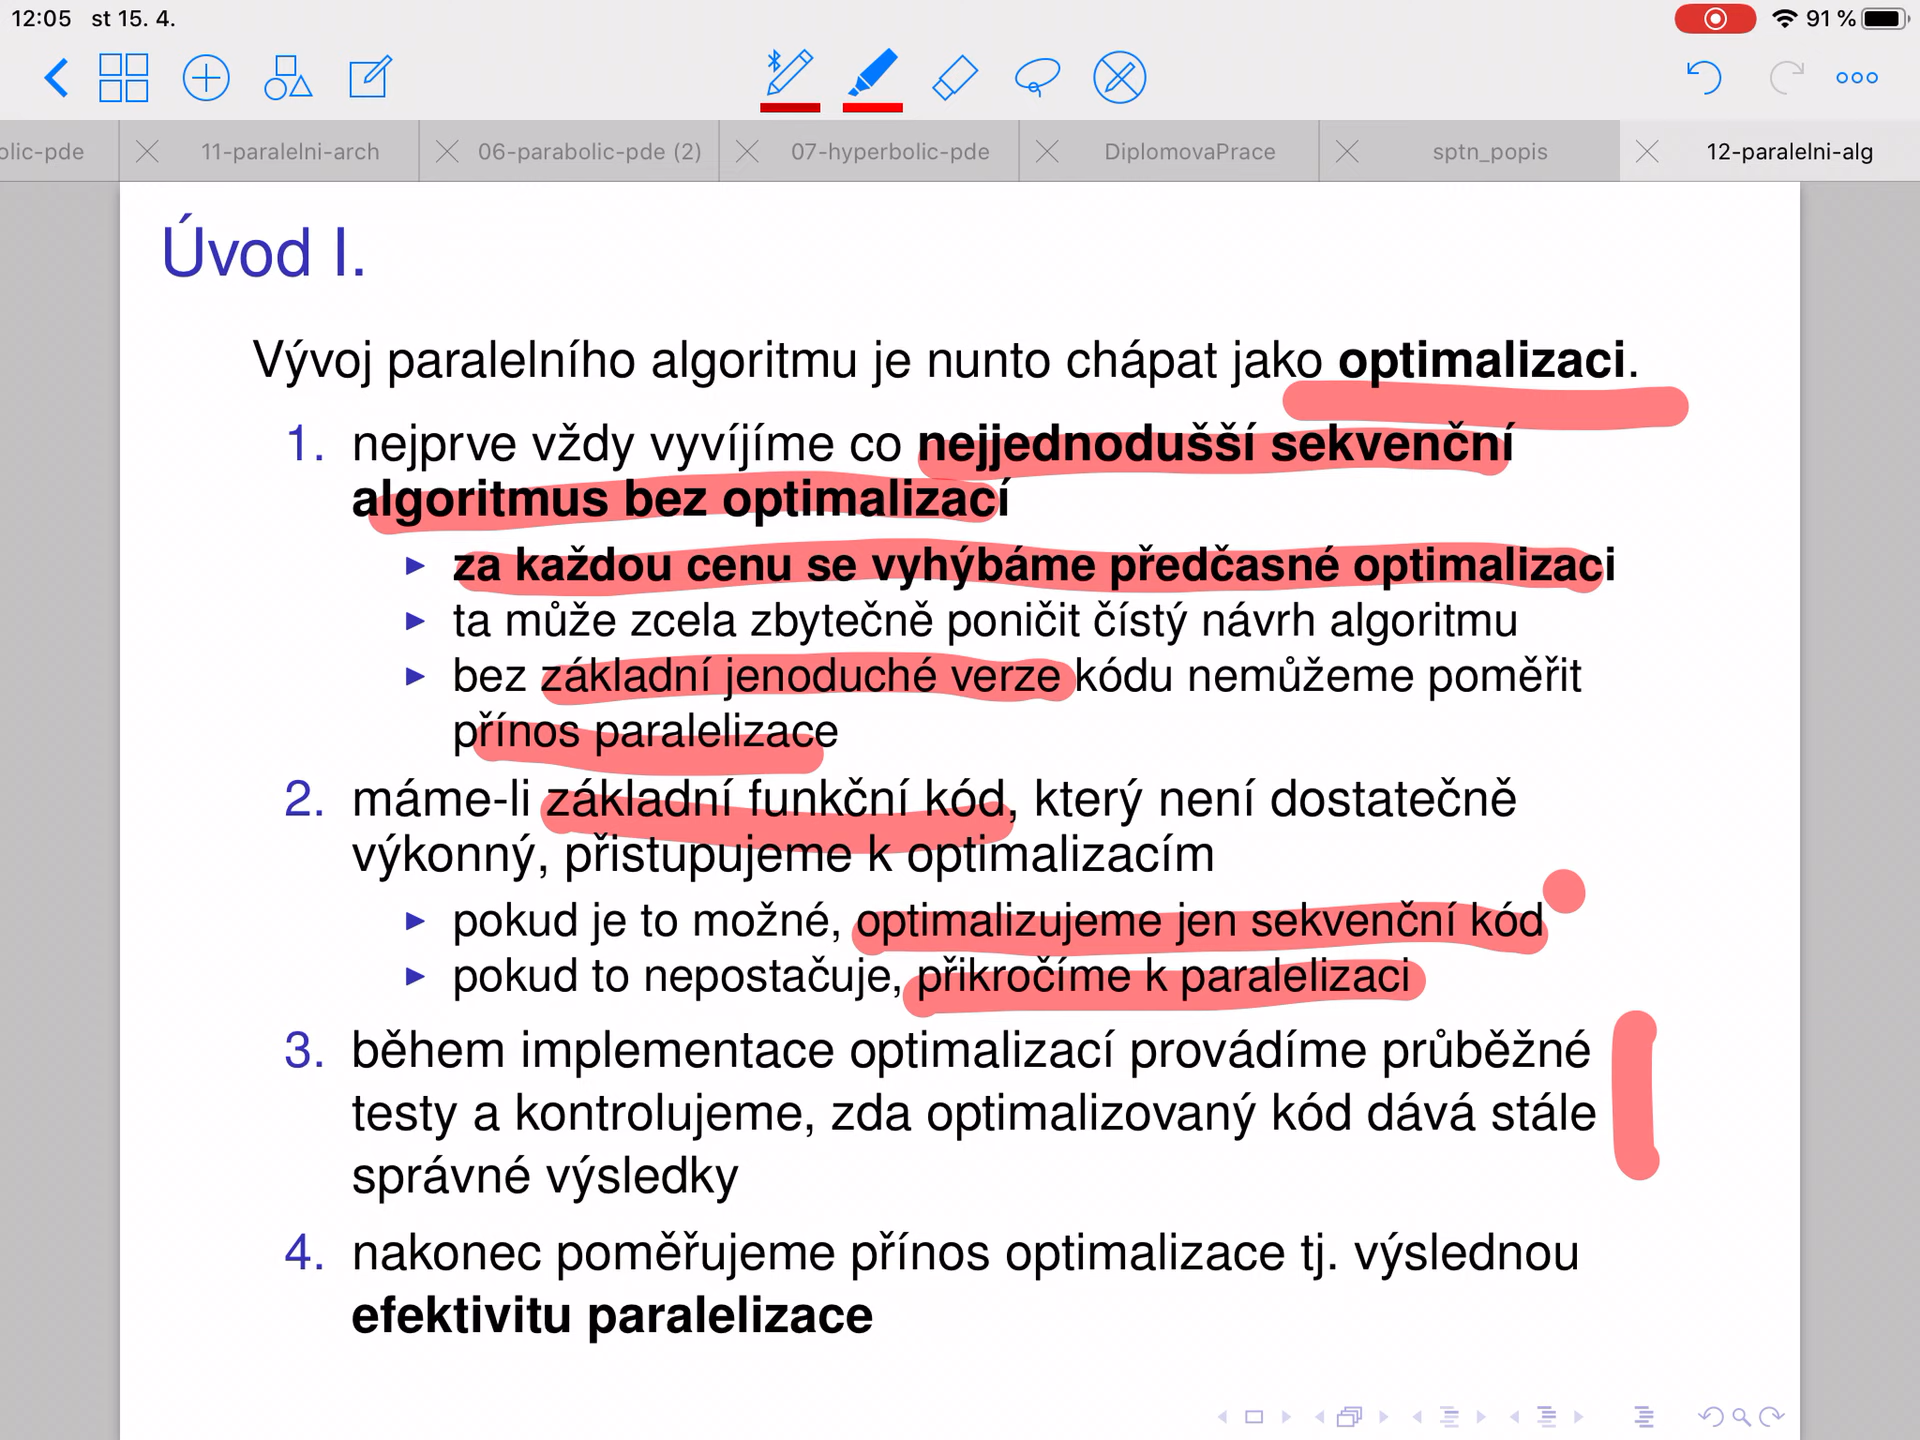 12:05 st 15. 4.
91 %
olic-pde
11-paralelni-arch
06-parabolic-pde (2)
07-hyperbolic-pde
DiplomovaPrace
sptn_popis
12-paralelni-alg
Úvod I.
Vývoj paralelního algoritmu je nunto chápat jako optimalizaci.
1. nejprve vždy vyvíjíme co nejjednodušší sekvenční
algoritmus bez optimalizací
▶ za každou cenu se vyhýbáme předčasné optimalizaci
▶ ta může zcela zbytečně poničit čístý návrh algoritmu
▶ bez základní jenoduché verze kódu nemůžeme poměřit
přínos paralelizace
2. máme-li základní funkční kód, který není dostatečně
výkonný, přistupujeme k optimalizacím
▶ pokud je to možné, optimalizujeme jen sekvenční kód
▶ pokud to nepostačuje, přikročíme k paralelizaci
3. během implementace optimalizací provádíme průběžné
testy a kontrolujeme, zda optimalizovaný kód dává stále
správné výsledky
4. nakonec poměřujeme přínos optimalizace tj. výslednou
efektivitu paralelizace